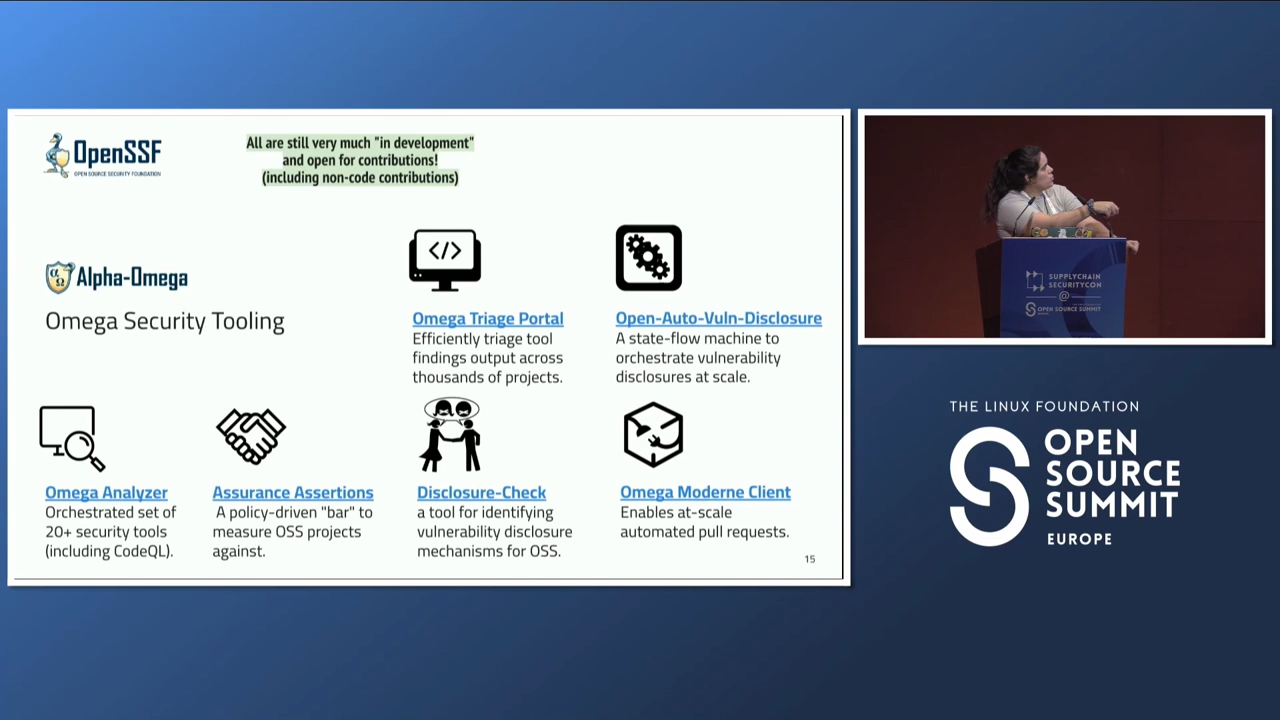 OpenSSF
OPEN SOURCE SECURITY FOUNDATION
All are still very much "in development"
and open for contributions!
(including non-code contributions)
Alpha-Omega
Omega Security Tooling
</>
Omega Triage Portal
Efficiently triage tool
findings output across
thousands of projects.
Open-Auto-Vuln-Disclosure
A state-flow machine to
orchestrate vulnerability
disclosures at scale.
Omega Analyzer
Orchestrated set of
20+ security tools
(including CodeQL).
Assurance Assertions
A policy-driven "bar" to
measure OSS projects
against.
Disclosure-Check
a tool for identifying
vulnerability disclosure
mechanisms for OSS.
Omega Moderne Client
Enables at-scale
automated pull requests.
15
SUPPLYCHAIN
SECURITYCON
@
OPEN SOURCE SUMMIT
THE LINUX FOUNDATION
OPEN
SOURCE
SUMMIT
EUROPE